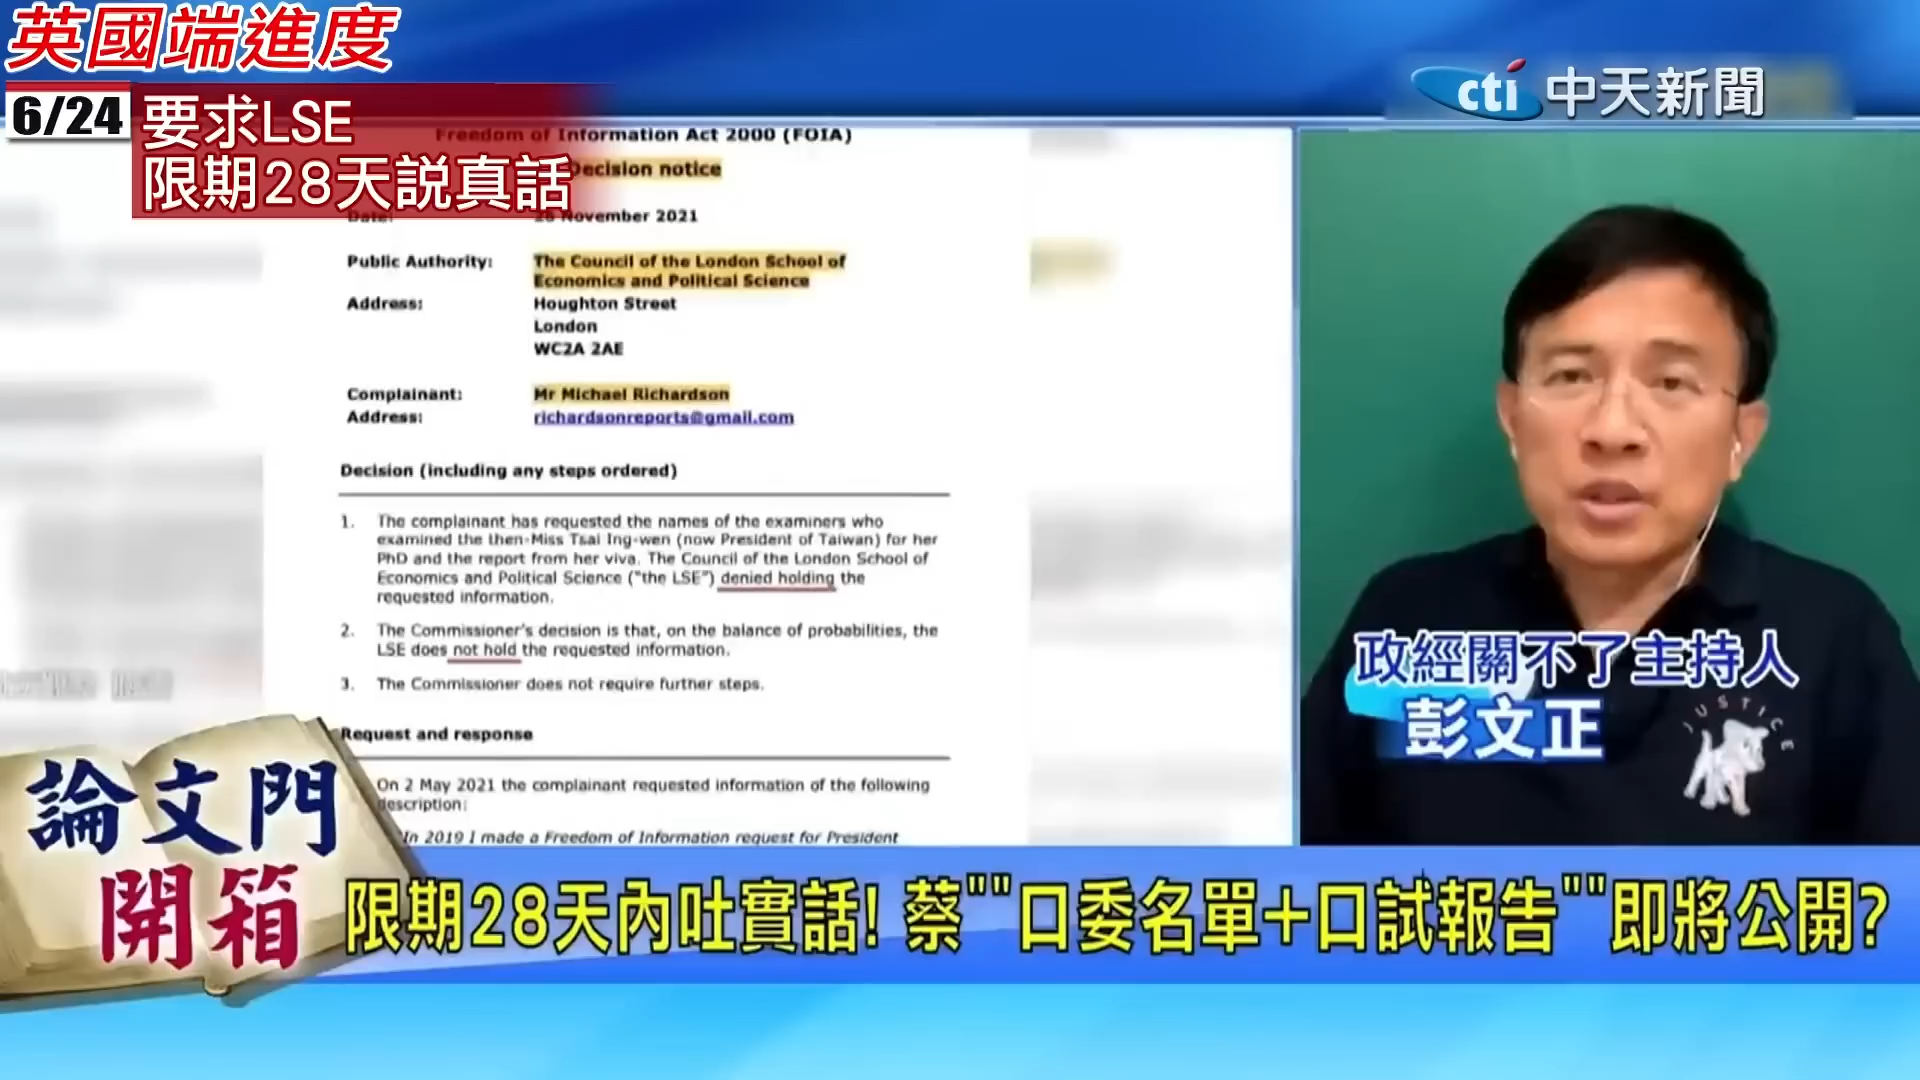 英國端進度
6/24
要求LSE
限期28天説真話
cti 中天新聞
Freedom of Information Act 2000 (FOIA)
Decision notice
Date: November 2021
Public Authority: The Council of the London School of
Economics and Political Science
Address: Houghton Street
London
WC2A 2AE
Complainant: Mr Michael Richardson
Address: richardsonreports@gmail.com
Decision (including any steps ordered)
1. The complainant has requested the names of the examiners who
examined the then-Miss Tsai Ing-wen (now President of Taiwan) for her
PhD and the report from her viva. The Council of the London School of
Economics and Political Science ("the LSE") denied holding the
requested information.
2. The Commissioner's decision is that, on the balance of probabilities, the
LSE does not hold the requested information.
3. The Commissioner does not require further steps.
Request and response
On 2 May 2021 the complainant requested information of the following
description:
"In 2019 I made a Freedom of Information request for President
政經關不了主持人
彭文正
JUSTICE
論文門
開箱
限期28天內吐實話! 蔡""口委名單+口試報告""即將公開?